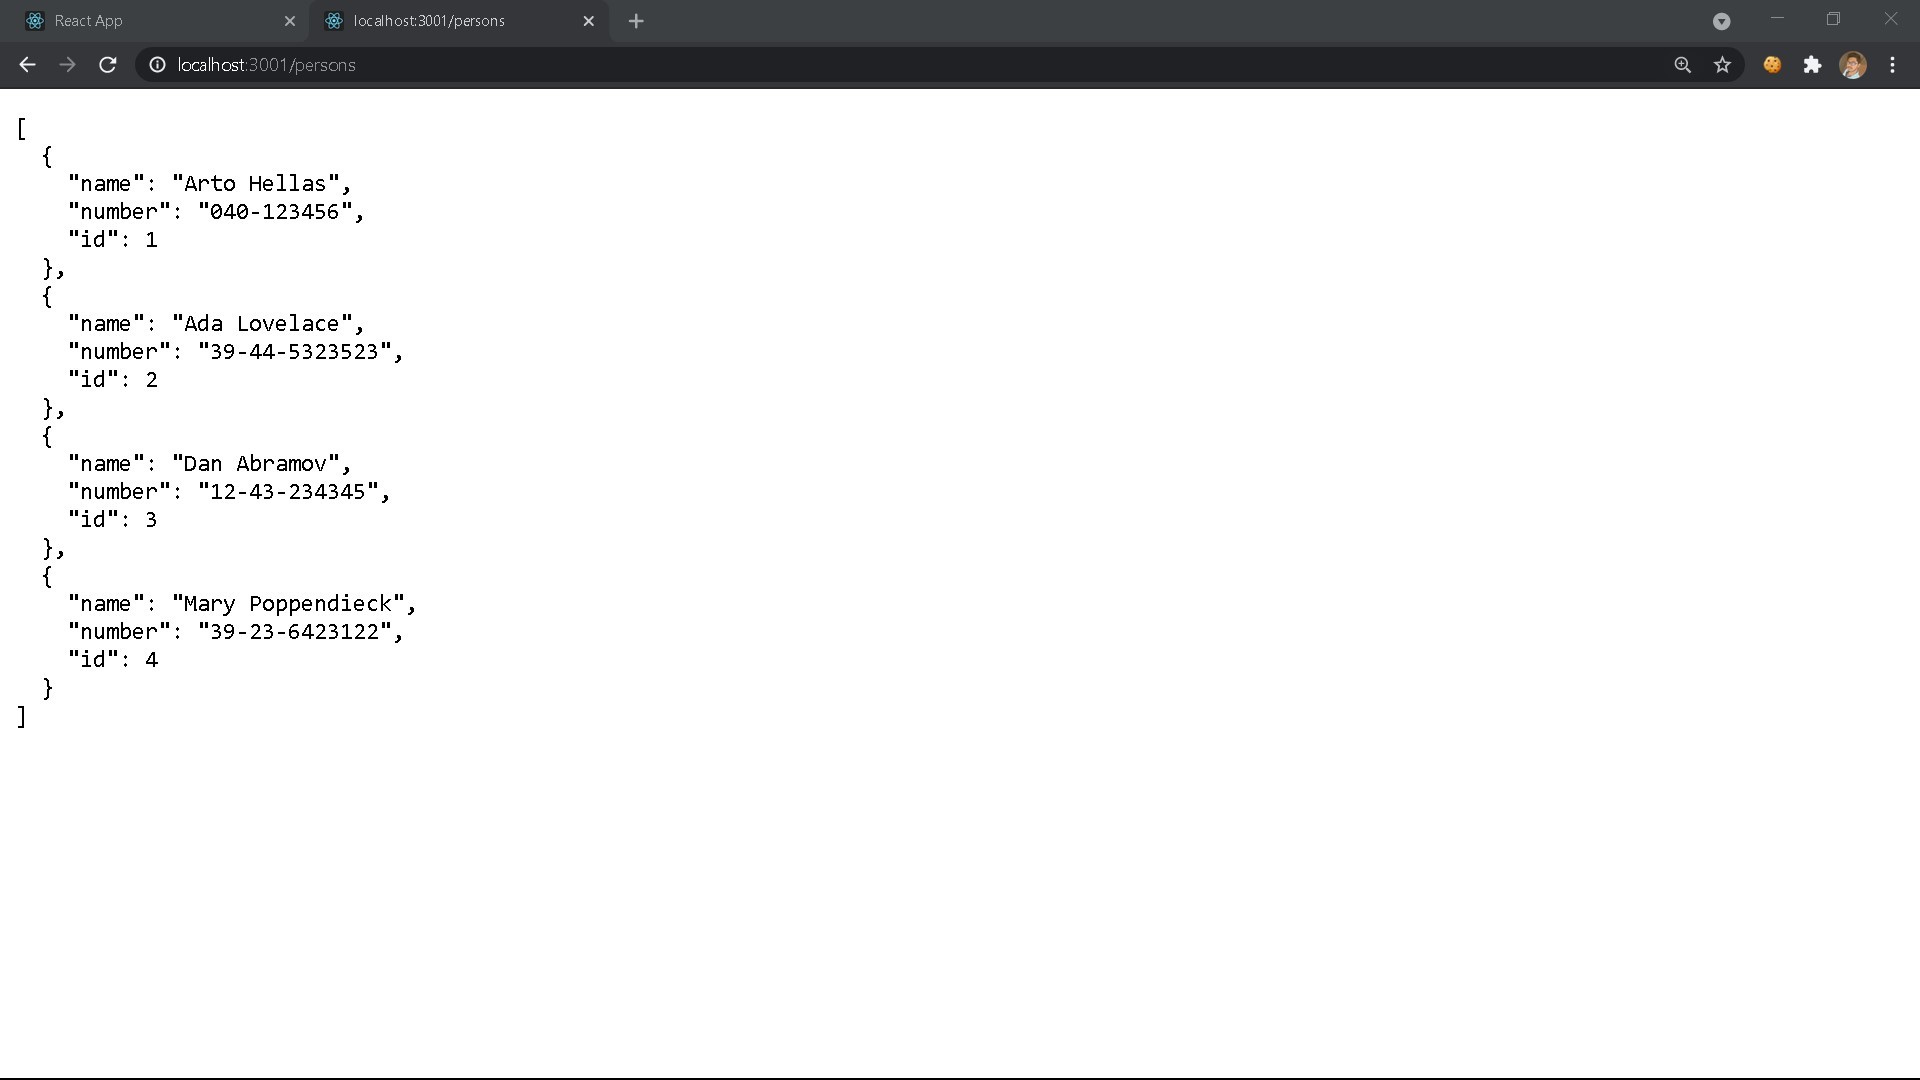 React App
localhost:3001/persons
localhost:3001/persons
[
  {
    "name": "Arto Hellas",
    "number": "040-123456",
    "id": 1
  },
  {
    "name": "Ada Lovelace",
    "number": "39-44-5323523",
    "id": 2
  },
  {
    "name": "Dan Abramov",
    "number": "12-43-234345",
    "id": 3
  },
  {
    "name": "Mary Poppendieck",
    "number": "39-23-6423122",
    "id": 4
  }
]